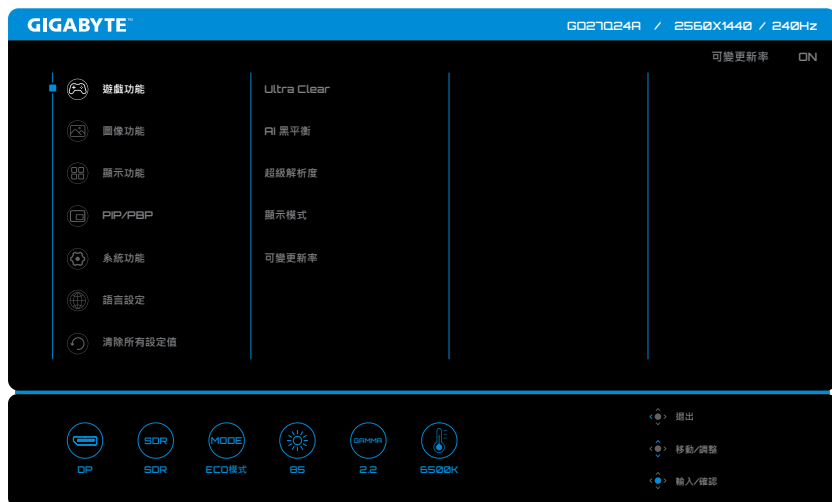 GIGABYTE™
GO27Q24A / 2560X1440 / 240Hz
可變更新率 ON
遊戲功能
圖像功能
顯示功能
PIP/PBP
系統功能
語言設定
清除所有設定值
Ultra Clear
AI 黑平衡
超級解析度
顯示模式
可變更新率
SDR
MODE
GAMMA
DP
SDR
ECO模式
85
2.2
6500K
退出
移動/調整
輸入/確認